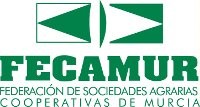 FECAMUR
FEDERACIÓN DE SOCIEDADES AGRARIAS
COOPERATIVAS DE MURCIA